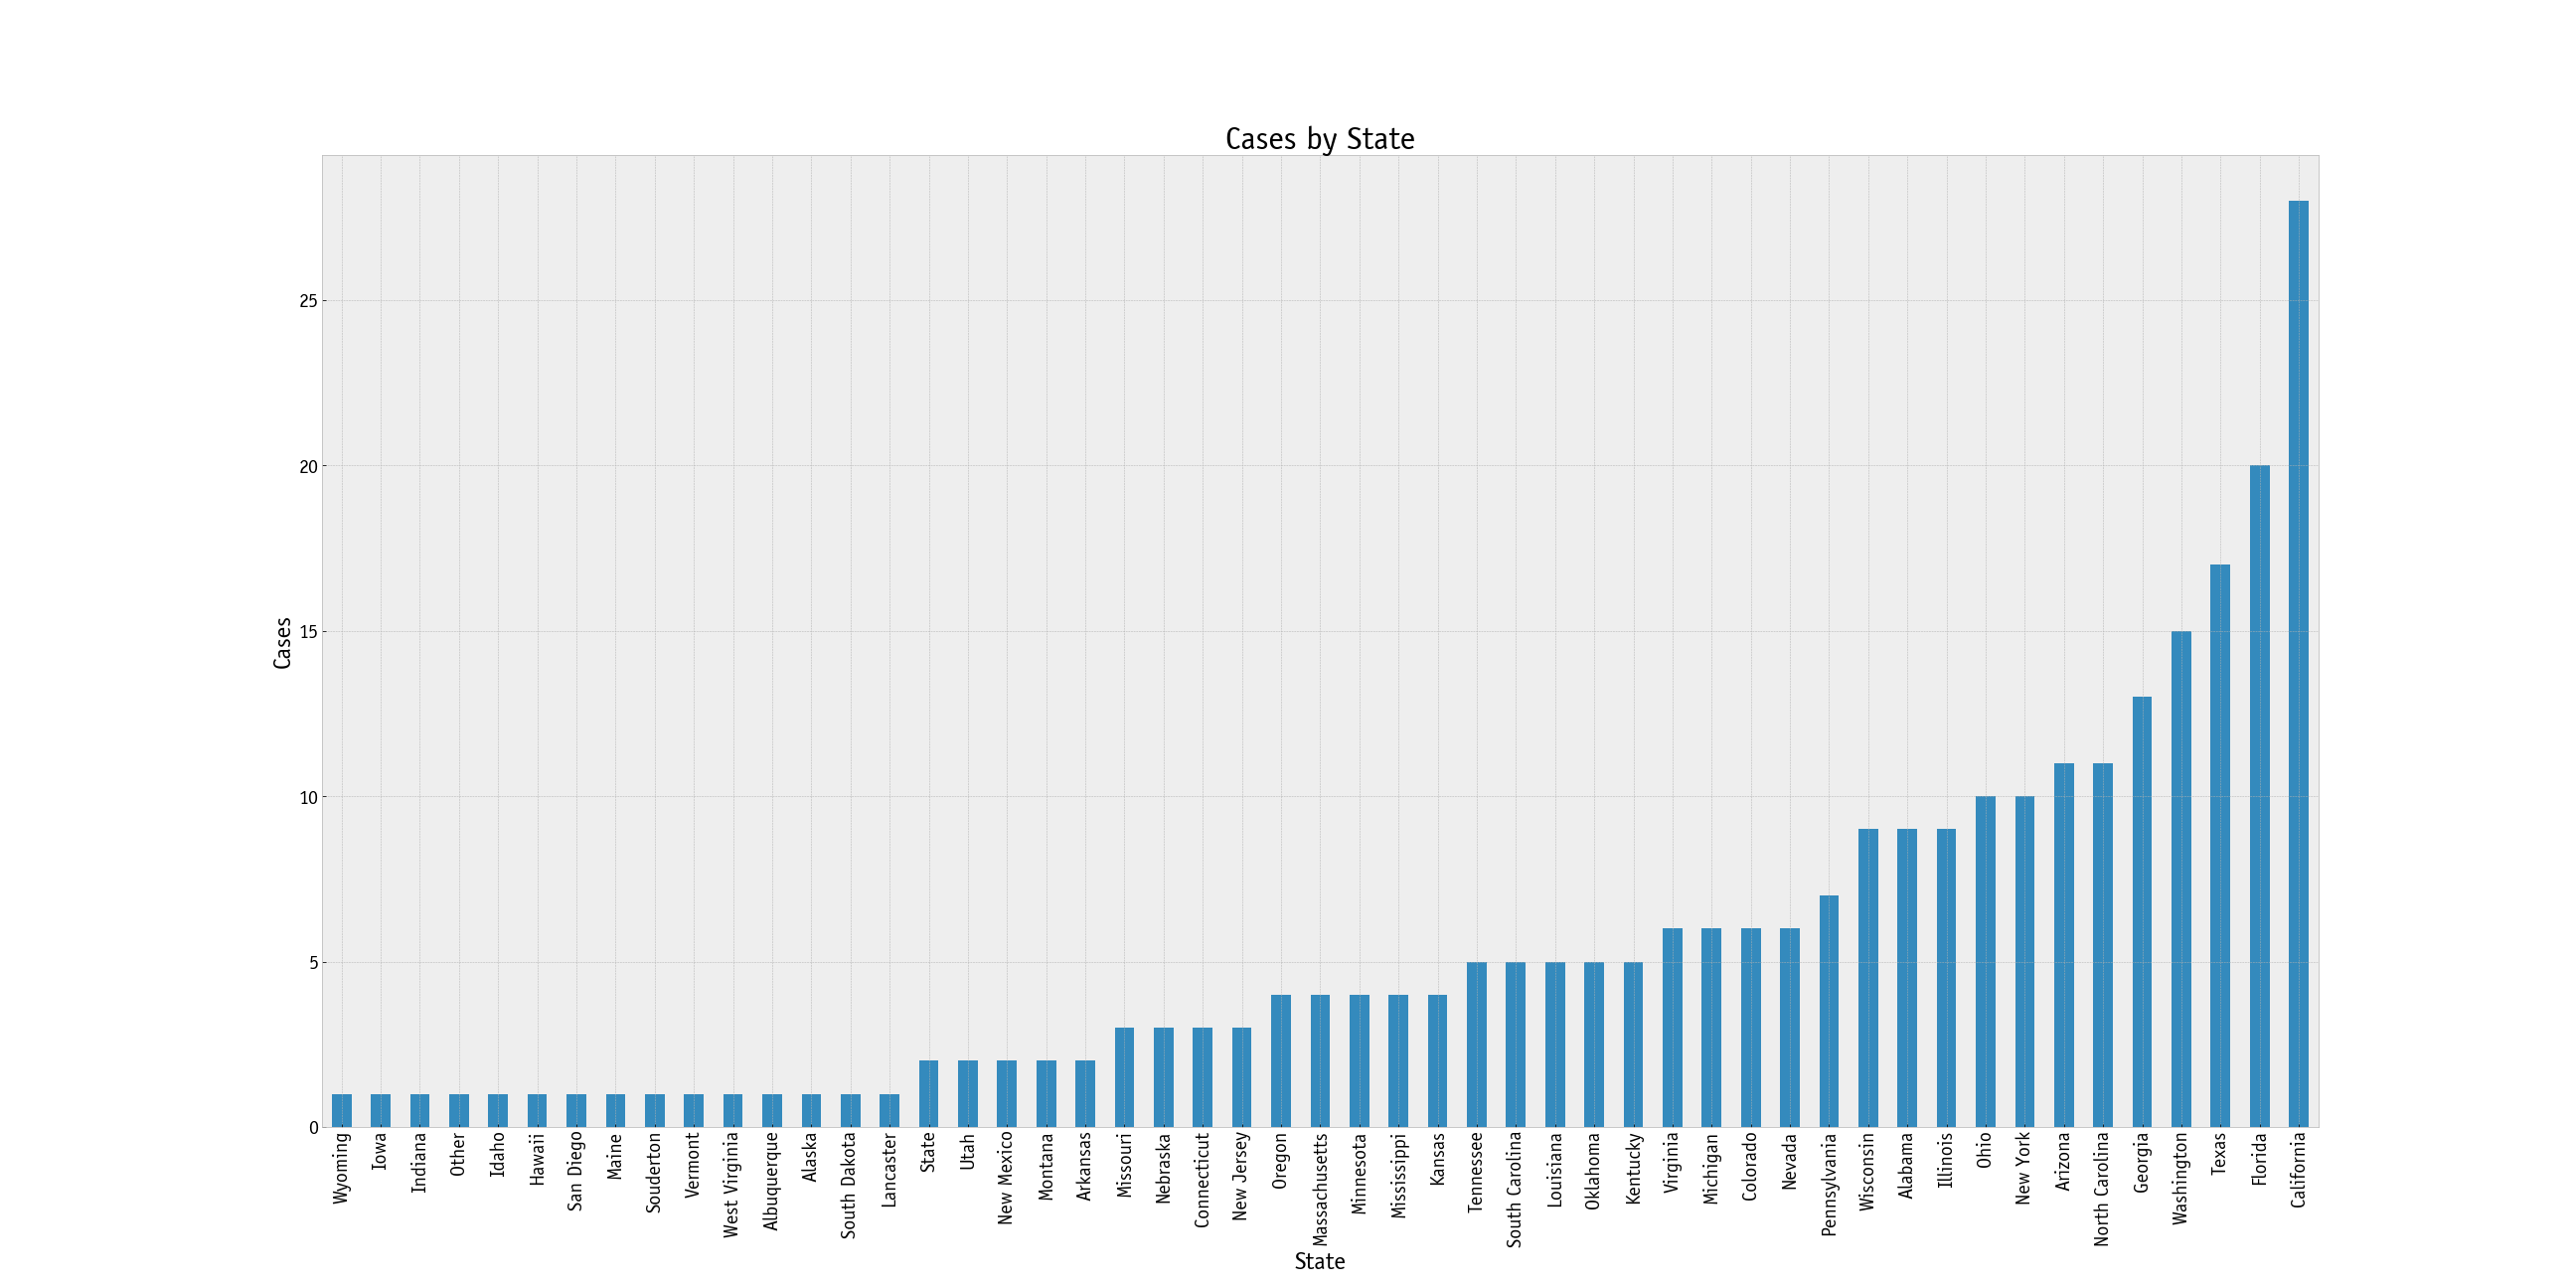 Cases by State
25
20
15
10
5
0
Cases
Wyoming
Iowa
Indiana
Other
Idaho
Hawaii
San Diego
Maine
Souderton
Vermont
West Virginia
Albuquerque
Alaska
South Dakota
Lancaster
State
Utah
New Mexico
Montana
Arkansas
Missouri
Nebraska
Connecticut
New Jersey
Oregon
Massachusetts
Minnesota
Mississippi
Kansas
Tennessee
South Carolina
Louisiana
Oklahoma
Kentucky
Virginia
Michigan
Colorado
Nevada
Pennsylvania
Wisconsin
Alabama
Illinois
Ohio
New York
Arizona
North Carolina
Georgia
Washington
Texas
Florida
California
State